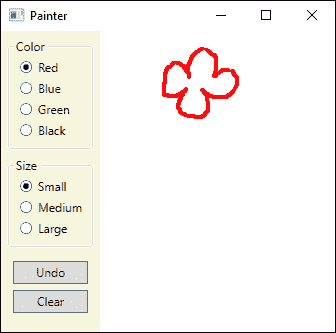 Painter
Color
Red
Blue
Green
Black
Size
Small
Medium
Large
Undo
Clear